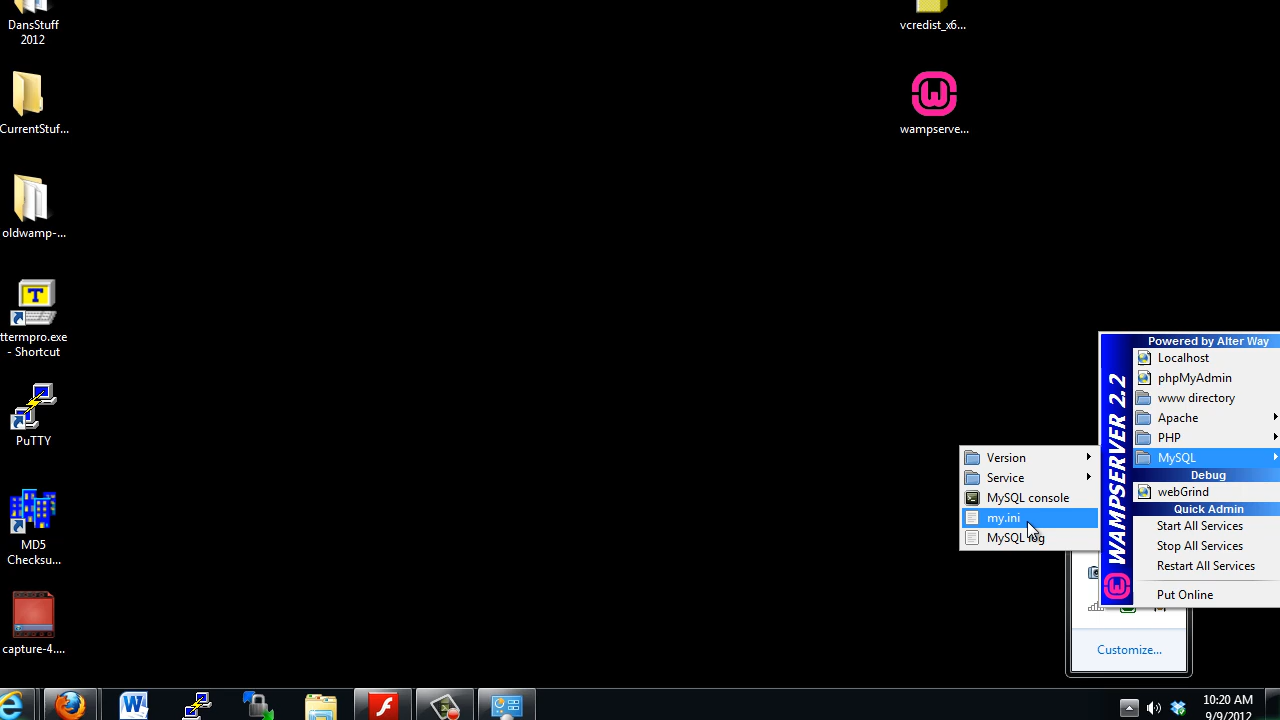 DansStuff
2012
CurrentStuf...
oldwamp-...
ttermpro.exe
- Shortcut
PuTTY
MD5
Checksu...
capture-4....
vcredist_x6...
wampserve...
Powered by Alter Way
Localhost
phpMyAdmin
www directory
Apache
PHP
MySQL
Debug
webGrind
Quick Admin
Start All Services
Stop All Services
Restart All Services
Put Online
WAMPSERVER 2.2
Version
Service
MySQL console
my.ini
MySQL log
Customize...
10:20 AM
9/9/2012